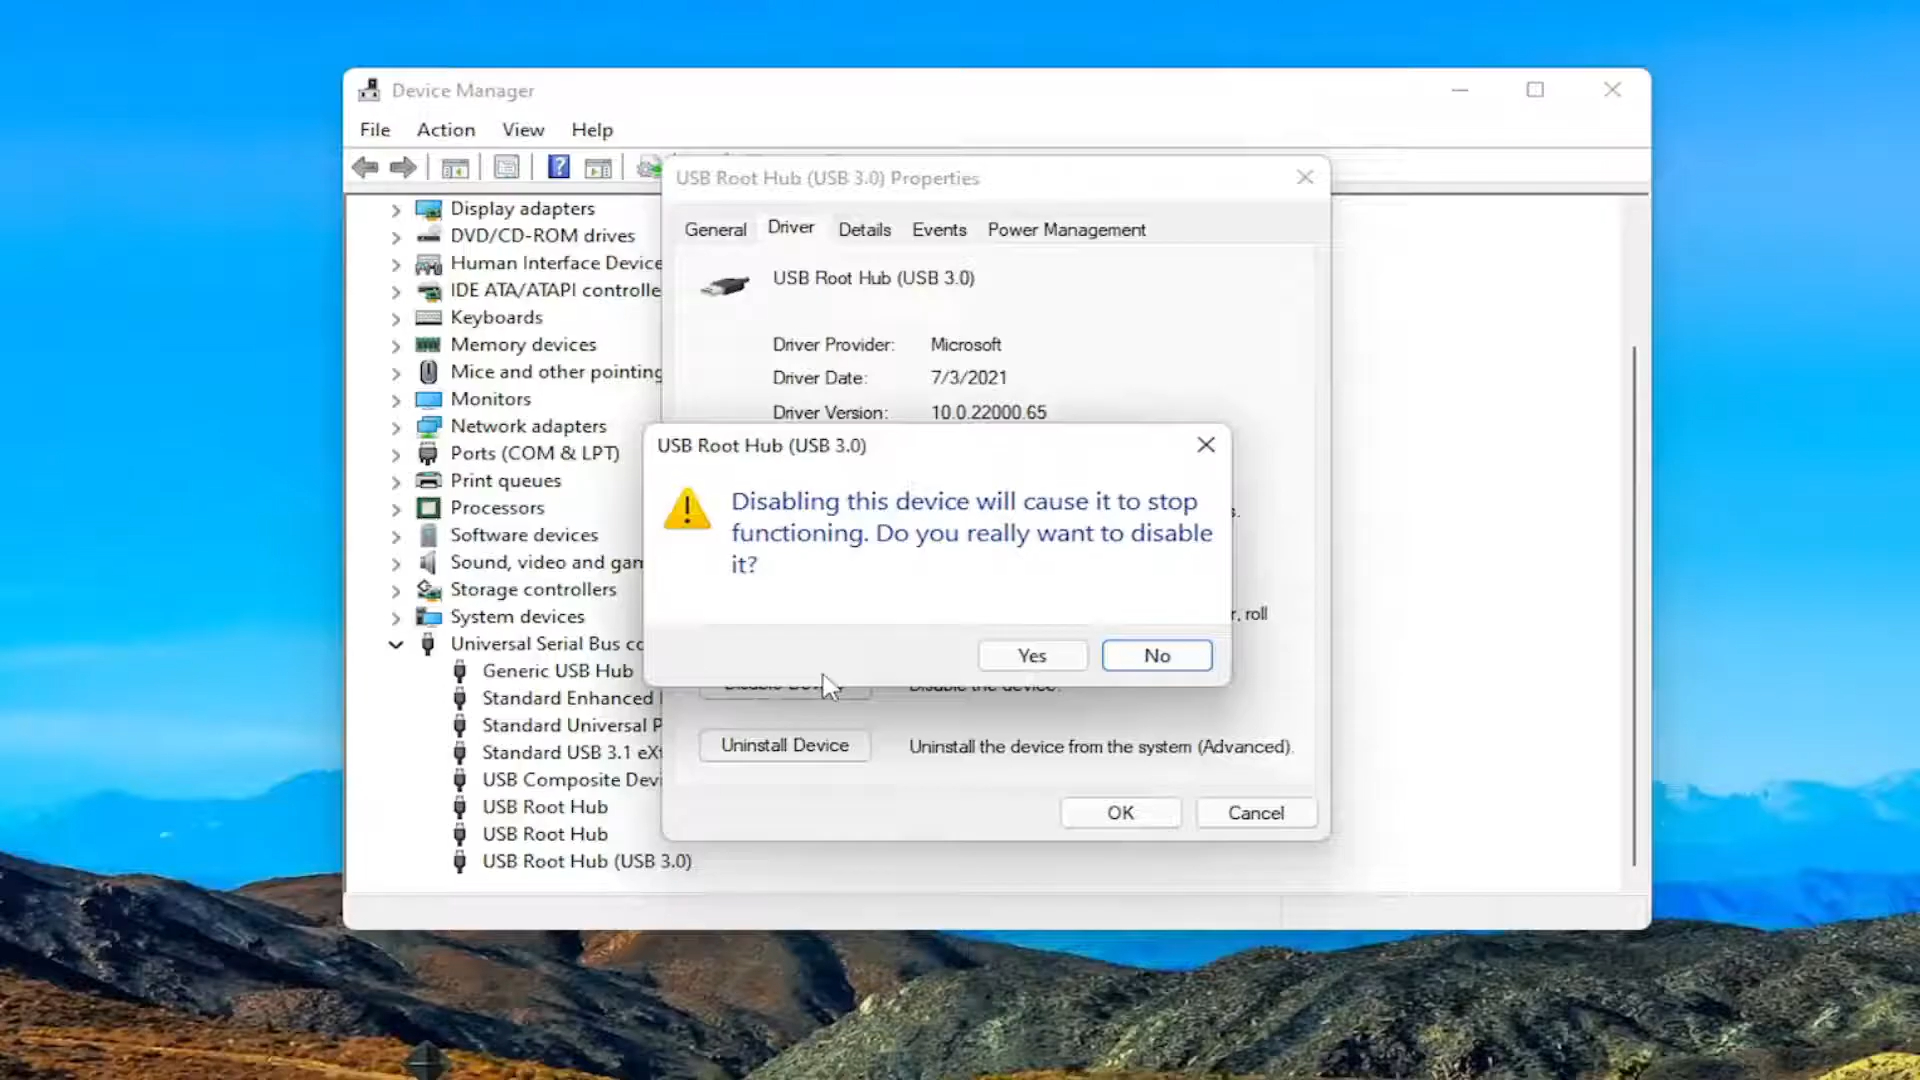 Device Manager
File Action View Help
USB Root Hub (USB 3.0) Properties
General Driver Details Events Power Management
USB Root Hub (USB 3.0)
Driver Provider: Microsoft
Driver Date: 7/3/2021
Driver Version: 10.0.22000.65
Display adapters
DVD/CD-ROM drives
Human Interface Device
IDE ATA/ATAPI controlle
Keyboards
Memory devices
Mice and other pointing
Monitors
Network adapters
Ports (COM & LPT)
Print queues
Processors
Software devices
Sound, video and gam
Storage controllers
System devices
Universal Serial Bus co
Generic USB Hub
Standard Enhanced
Standard Universal P
Standard USB 3.1 eXt
USB Composite Devi
USB Root Hub
USB Root Hub
USB Root Hub (USB 3.0)
USB Root Hub (USB 3.0)
Disabling this device will cause it to stop
functioning. Do you really want to disable
it?
Yes No
s.
r, roll
Disable the device.
Uninstall Device Uninstall the device from the system (Advanced).
OK Cancel